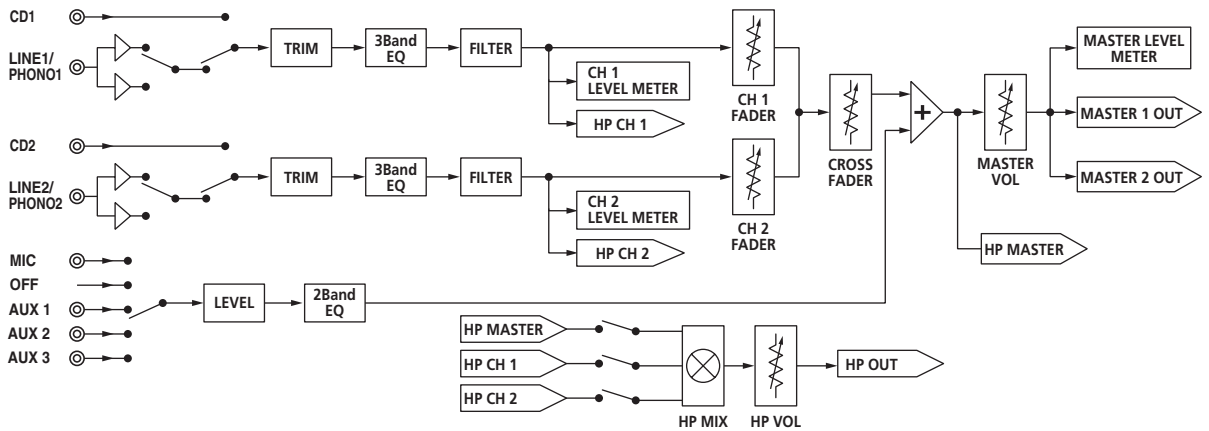 CD1
LINE1/
PHONO1
TRIM
3Band
EQ
FILTER
CH 1
LEVEL METER
HP CH 1
CH 1
FADER
CD2
LINE2/
PHONO2
TRIM
3Band
EQ
FILTER
CH 2
LEVEL METER
HP CH 2
CH 2
FADER
CROSS
FADER
+
MASTER
VOL
MASTER LEVEL
METER
MASTER 1 OUT
MASTER 2 OUT
HP MASTER
MIC
OFF
AUX 1
AUX 2
AUX 3
LEVEL
2Band
EQ
HP MASTER
HP CH 1
HP CH 2
HP MIX
HP VOL
HP OUT